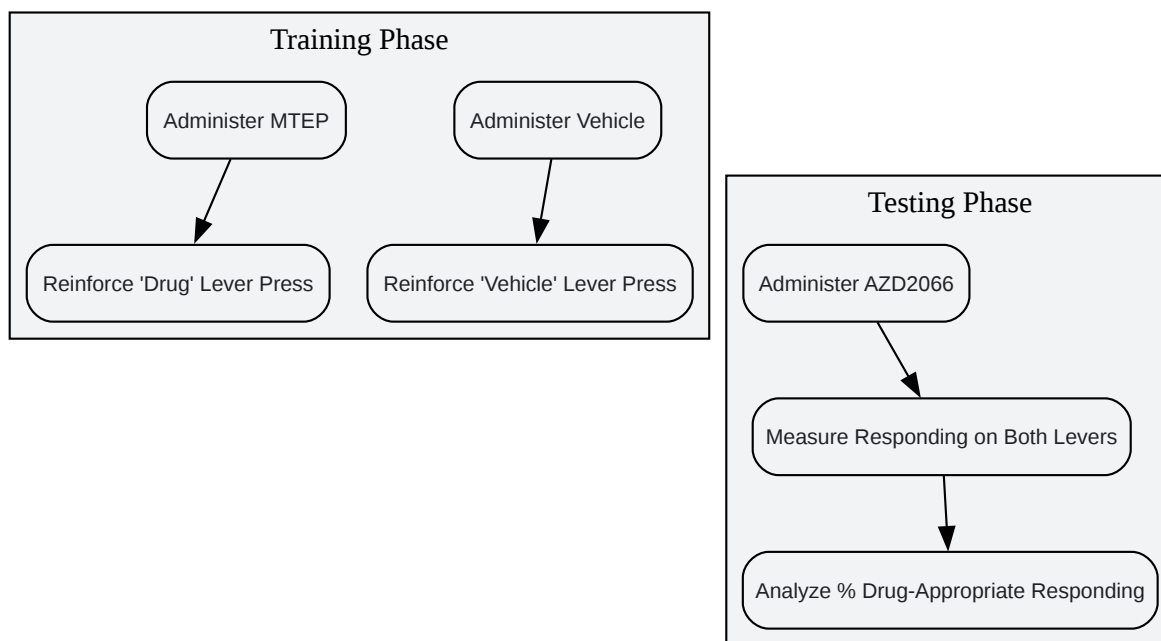 Training Phase
Administer MTEP
Administer Vehicle
Reinforce 'Drug' Lever Press
Reinforce 'Vehicle' Lever Press
Testing Phase
Administer AZD2066
Measure Responding on Both Levers
Analyze % Drug-Appropriate Responding